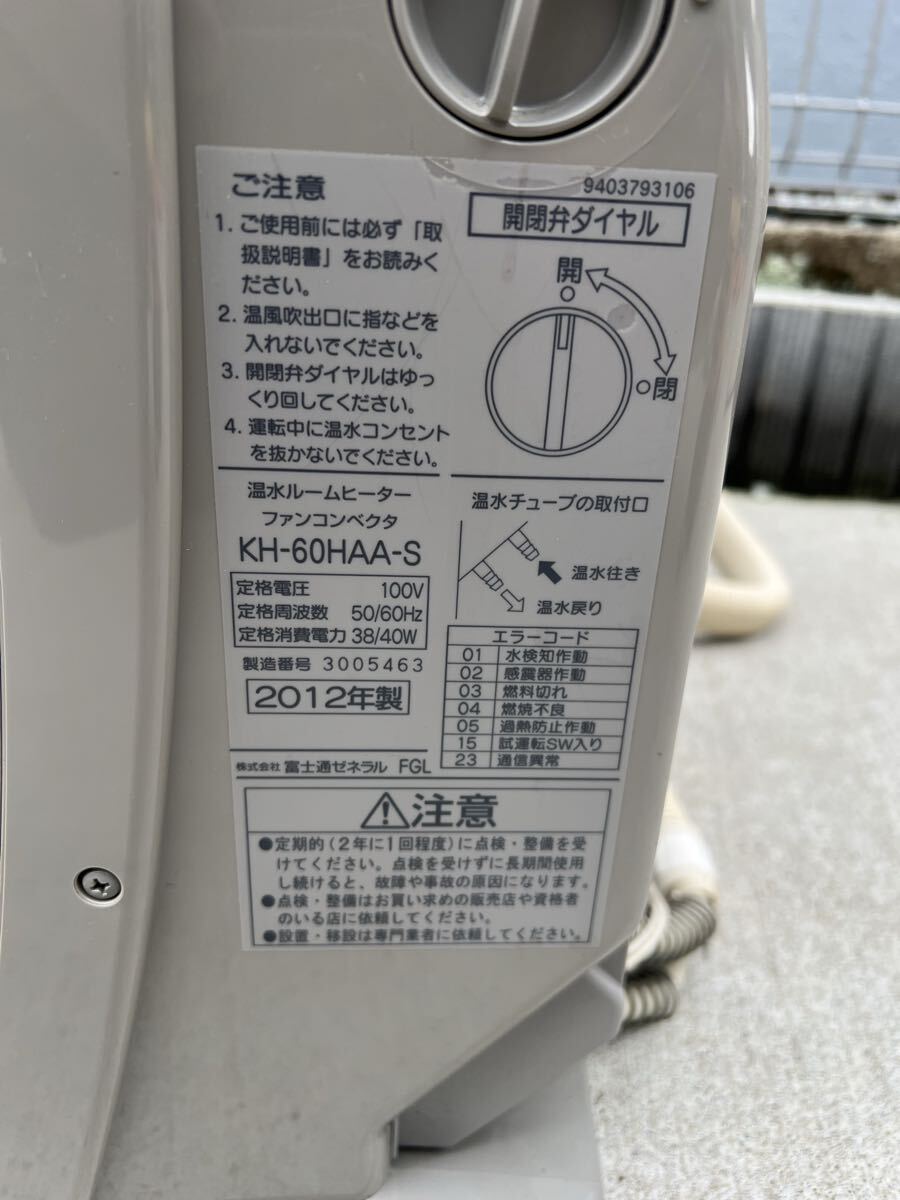 ご注意
1. ご使用前には必ず「取
扱説明書」をお読みく
ださい。
2. 温風吹出口に指などを
入れないでください。
3. 開閉弁ダイヤルはゆっ
くり回してください。
4. 運転中に温水コンセント
を抜かないでください。
9403793106
開閉弁ダイヤル
開
閉
温水ルームヒーター
ファンコンベクタ
KH-60HAA-S
定格電圧 100V
定格周波数 50/60Hz
定格消費電力 38/40W
製造番号 3005463
2012年製
株式会社 富士通ゼネラル FGL
温水チューブの取付口
温水往き
温水戻り
エラーコード
01 水検知作動
02 感震器作動
03 燃料切れ
04 燃焼不良
05 過熱防止作動
15 試運転SW入り
23 通信異常
注意
●定期的(2年に1回程度)に点検・整備を受
けてください。点検を受けずに長期間使用
し続けると、故障や事故の原因になります。
●点検・整備はお買い求めの販売店や資格者
のいる店に依頼してください。
●設置・移設は専門業者に依頼してください。